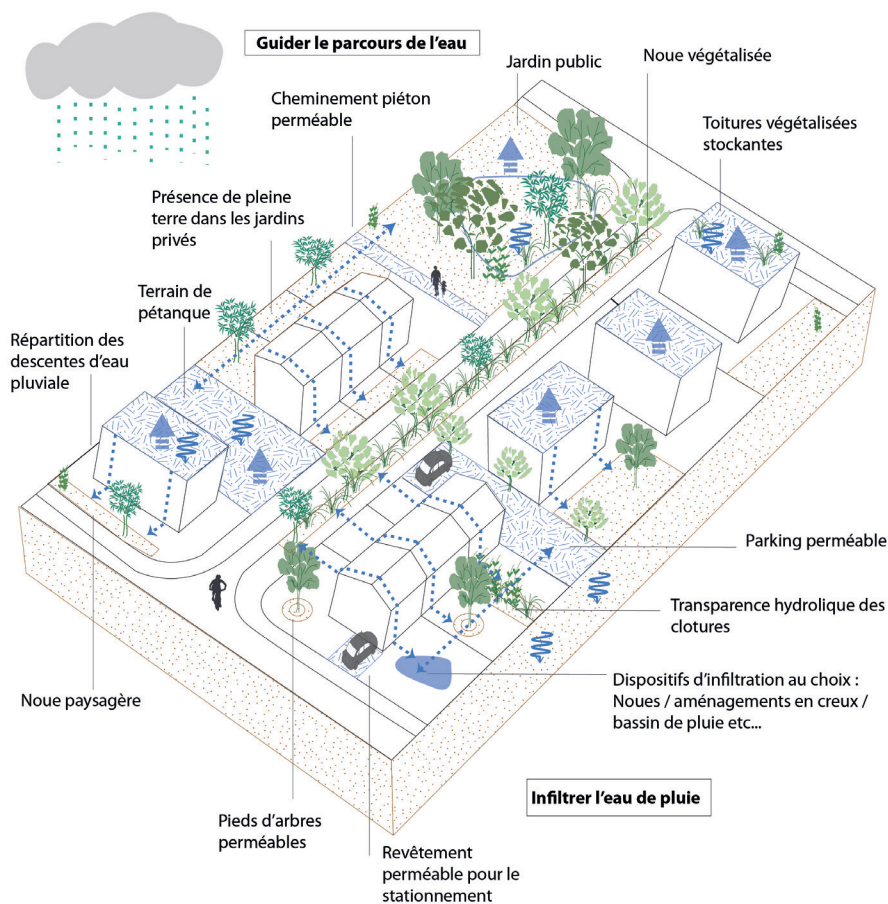 Guider le parcours de l'eau
Jardin public
Noue végétalisée
Cheminement piéton
perméable
Toitures végétalisées
stockantes
Présence de pleine
terre dans les jardins
privés
Terrain de
pétanque
Répartition des
descentes d'eau
pluviale
Parking perméable
Transparence hydrolique des
clotures
Noue paysagère
Dispositifs d'infiltration au choix :
Noues / aménagements en creux /
bassin de pluie etc...
Infiltrer l'eau de pluie
Pieds d'arbres
perméables
Revêtement
perméable pour le
stationnement